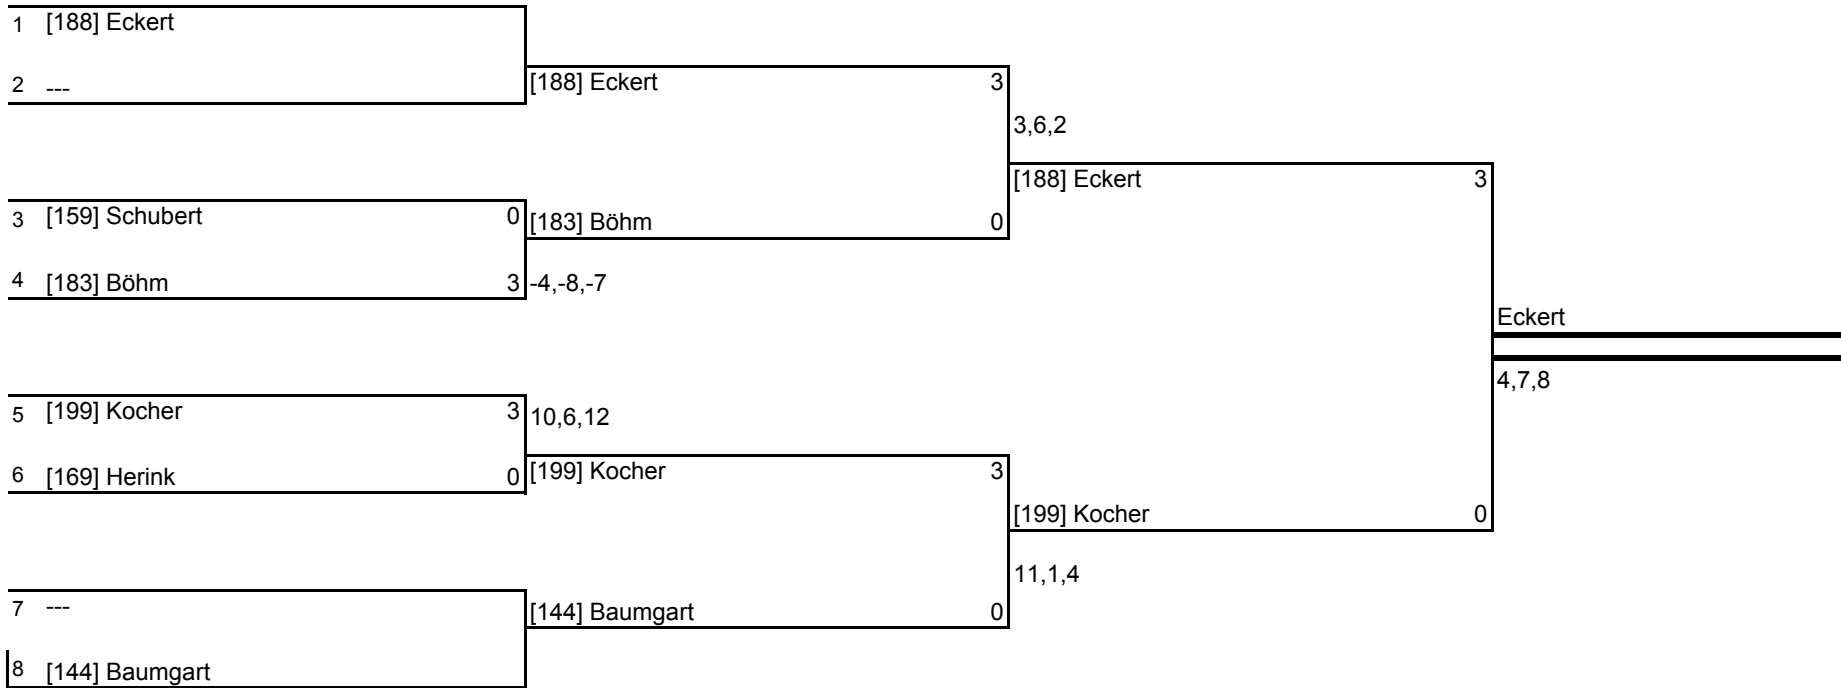 1 [188] Eckert
2 ---
[188] Eckert 3
3,6,2
[188] Eckert 3
3 [159] Schubert 0
[183] Böhm 0
4 [183] Böhm 3
-4,-8,-7
Eckert
4,7,8
5 [199] Kocher 3
10,6,12
6 [169] Herink 0
[199] Kocher 3
[199] Kocher 0
11,1,4
7 ---
[144] Baumgart 0
8 [144] Baumgart